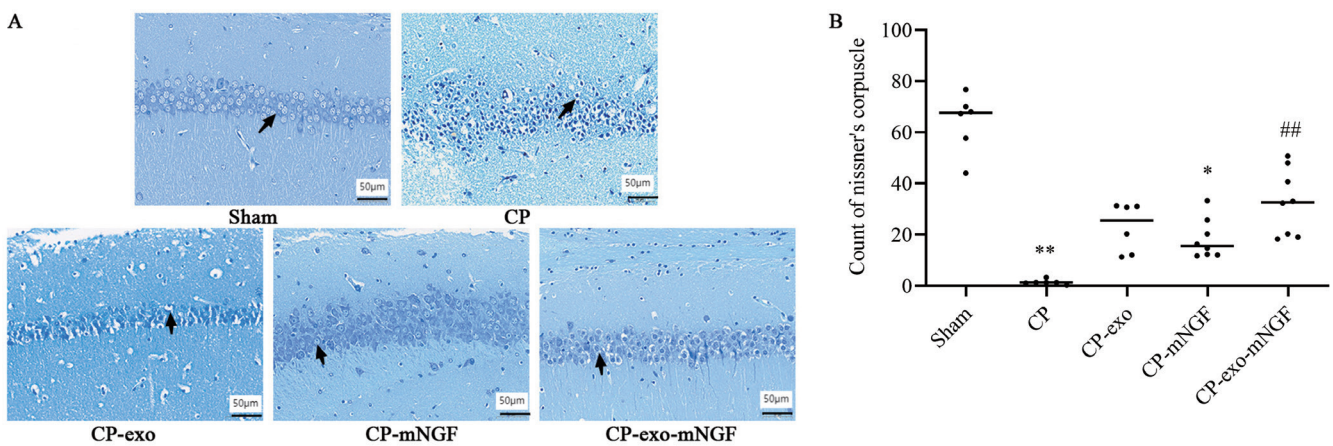 A
50μm
Sham
50μm
CP
50μm
CP-exo
50μm
CP-mNGF
50μm
CP-exo-mNGF
B
Count of nissner's corpuscle
100
80
60
40
20
0
**
*
##
Sham
CP
CP-exo
CP-mNGF
CP-exo-mNGF